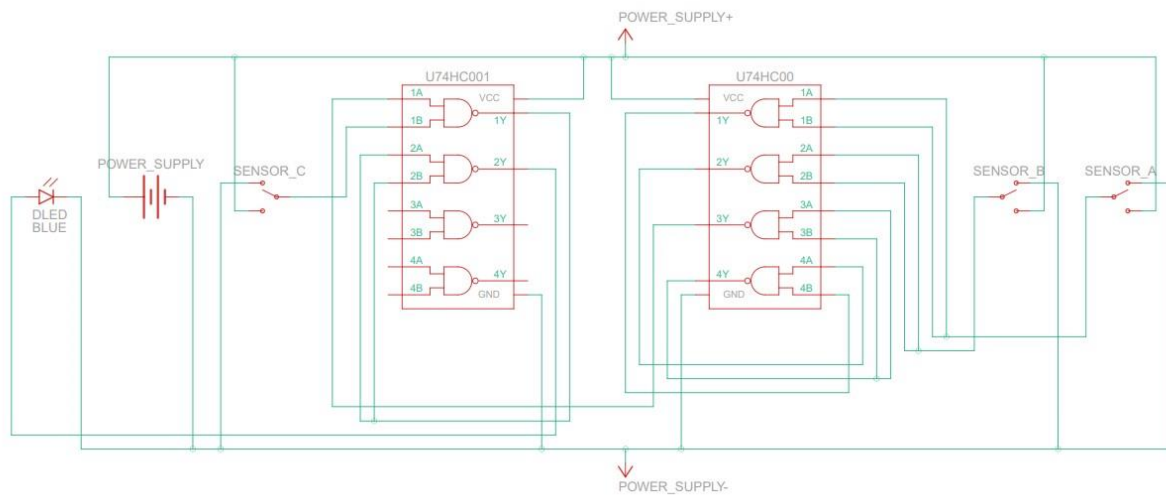 POWER_SUPPLY+
U74HC001
1A
VCC
1B
1Y
2A
2Y
2B
3A
3Y
3B
4A
4Y
4B
GND
U74HC00
VCC
1A
1Y
1B
2A
2Y
2B
3A
3Y
3B
4A
4Y
4B
GND
POWER_SUPPLY
SENSOR_C
SENSOR_B
SENSOR_A
DLED
BLUE
POWER_SUPPLY-